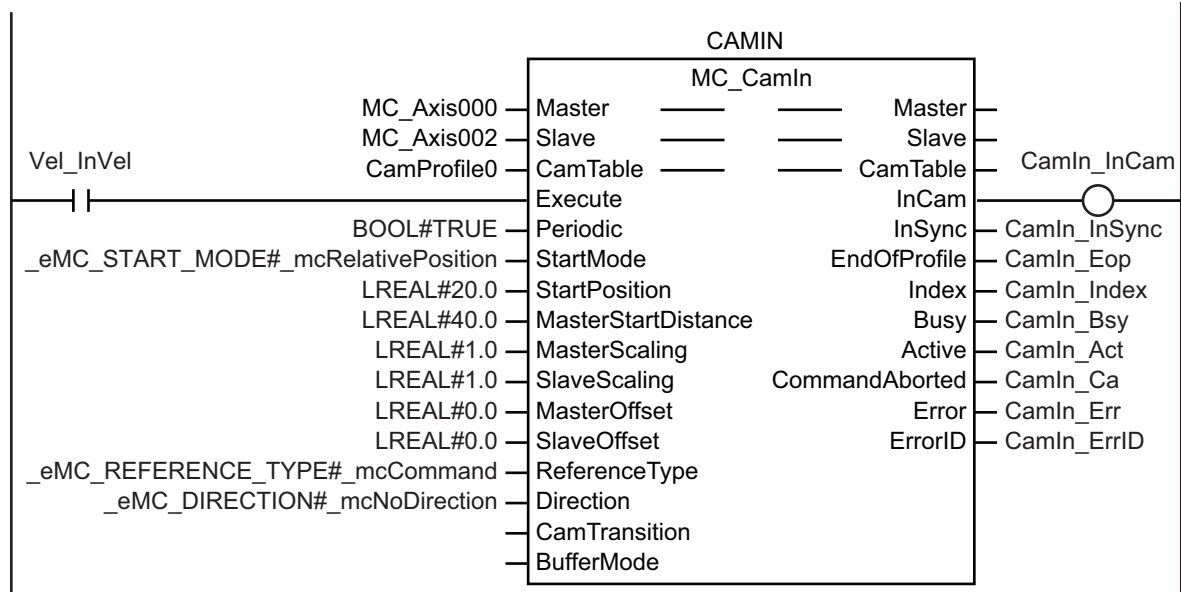 CAMIN
MC_CamIn
MC_Axis000 Master Master
MC_Axis002 Slave Slave
Vel_InVel CamProfile0 CamTable CamTable CamIn_InCam
Execute InCam
BOOL#TRUE Periodic InSync CamIn_InSync
_eMC_START_MODE#_mcRelativePosition StartMode EndOfProfile CamIn_Eop
LREAL#20.0 StartPosition Index CamIn_Index
LREAL#40.0 MasterStartDistance Busy CamIn_Bsy
LREAL#1.0 MasterScaling Active CamIn_Act
LREAL#1.0 SlaveScaling CommandAborted CamIn_Ca
LREAL#0.0 MasterOffset Error CamIn_Err
LREAL#0.0 SlaveOffset ErrorID CamIn_ErrID
_eMC_REFERENCE_TYPE#_mcCommand ReferenceType
_eMC_DIRECTION#_mcNoDirection Direction
CamTransition
BufferMode